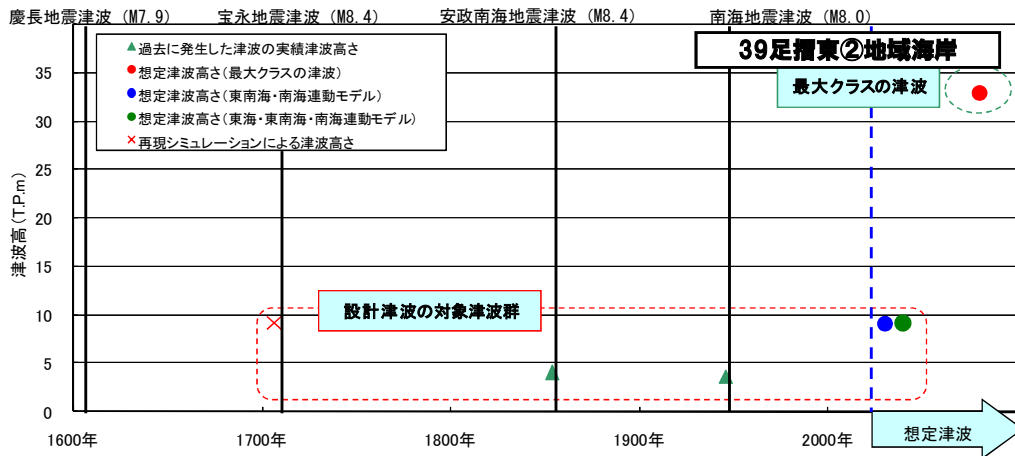 慶長地震津波 (M7.9) 宝永地震津波 (M8.4) 安政南海地震津波 (M8.4) 南海地震津波 (M8.0)
39足摺東②地域海岸
過去に発生した津波の実績津波高さ
想定津波高さ(最大クラスの津波)
想定津波高さ(東南海・南海連動モデル)
想定津波高さ(東海・東南海・南海連動モデル)
再現シミュレーションによる津波高さ
最大クラスの津波
設計津波の対象津波群
津波高(T.P.m)
35
30
25
20
15
10
5
0
1600年 1700年 1800年 1900年 2000年
想定津波